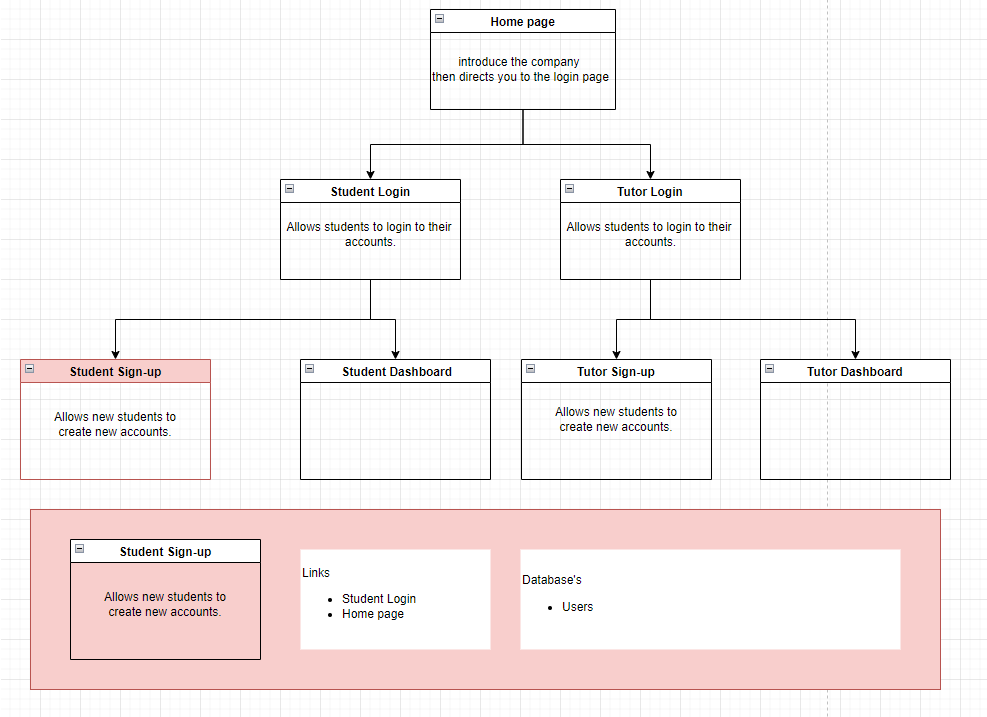 Home page
introduce the company
then directs you to the login page
Student Login
Allows students to login to their
accounts.
Tutor Login
Allows students to login to their
accounts.
Student Sign-up
Allows new students to
create new accounts.
Student Dashboard
Tutor Sign-up
Allows new students to
create new accounts.
Tutor Dashboard
Student Sign-up
Allows new students to
create new accounts.
Links
• Student Login
• Home page
Database's
• Users